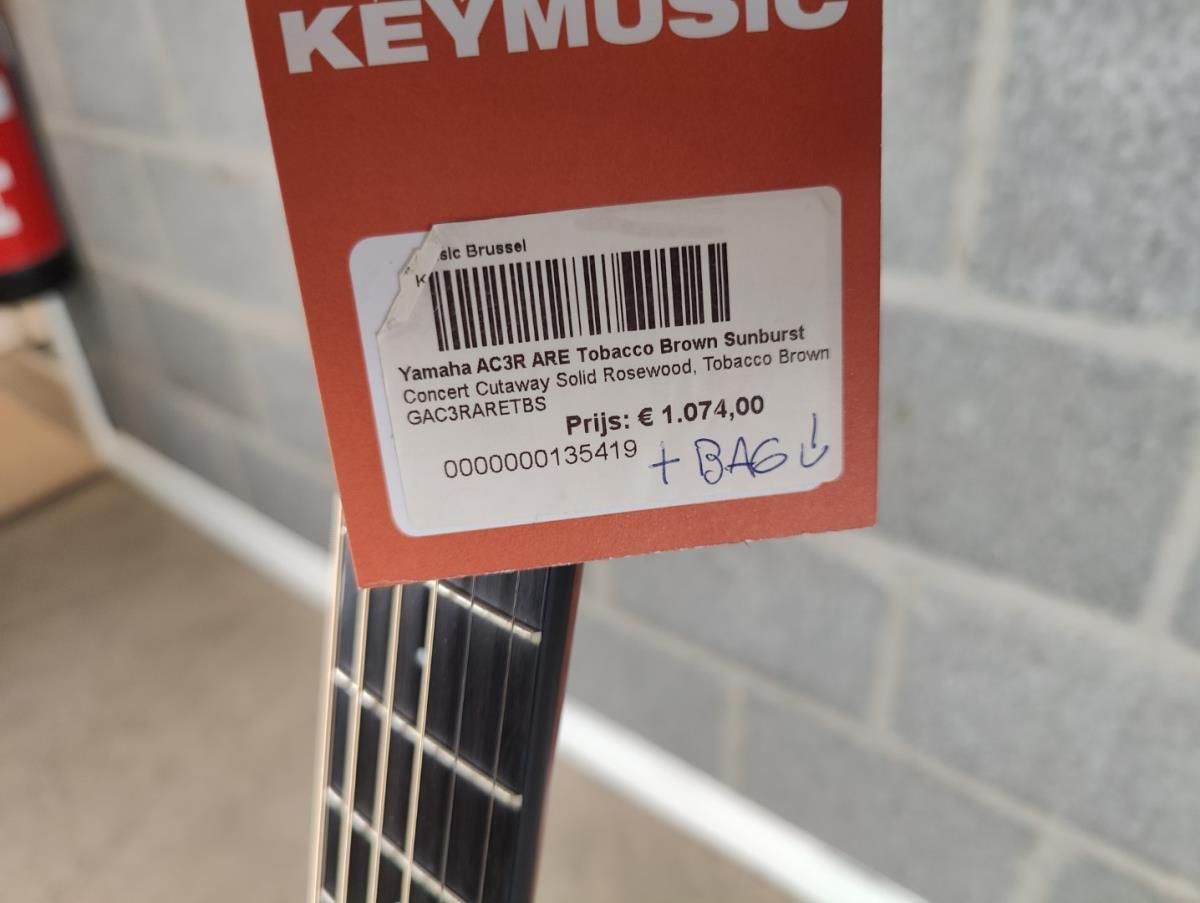 KEYMUSIC
sic Brussel
K
Yamaha AC3R ARE Tobacco Brown Sunburst
Concert Cutaway Solid Rosewood, Tobacco Brown
GAC3RARETBS
Prijs: € 1.074,00
0000000135419
+ BAG